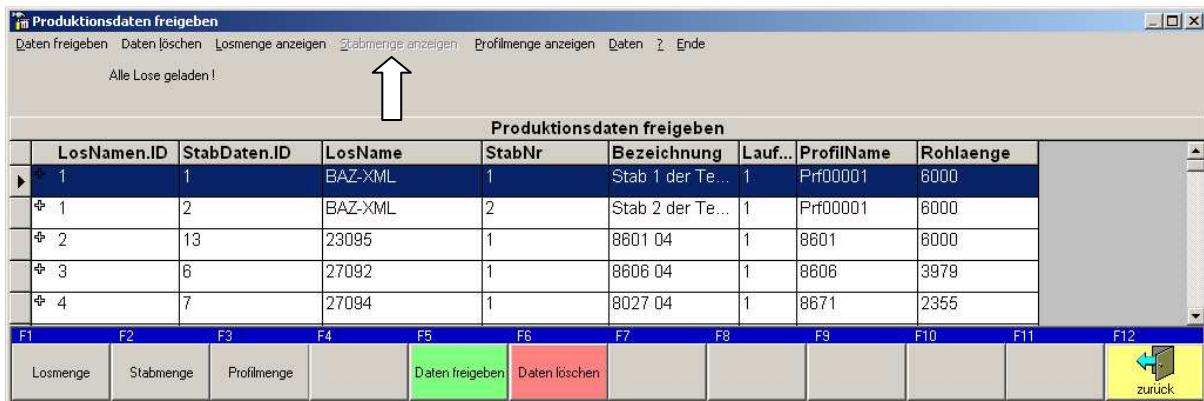 Produktionsdaten freigeben
Daten freigeben Daten löschen Losmenge anzeigen Stabmenge anzeigen Profilmenge anzeigen Daten ? Ende
Alle Lose geladen !
Produktionsdaten freigeben
LosNamen.ID StabDaten.ID LosName StabNr Bezeichnung Lauf... ProfilName Rohlaenge
1 1 BAZ-XML 1 Stab 1 der Te... 1 Prf00001 6000
1 2 BAZ-XML 2 Stab 2 der Te... 1 Prf00001 6000
2 13 23095 1 8601 04 1 8601 6000
3 6 27092 1 8606 04 1 8606 3979
4 7 27094 1 8027 04 1 8671 2355
F1 F2 F3 F4 F5 F6 F7 F8 F9 F10 F11 F12
Losmenge Stabmenge Profilmenge Daten freigeben Daten löschen zurück